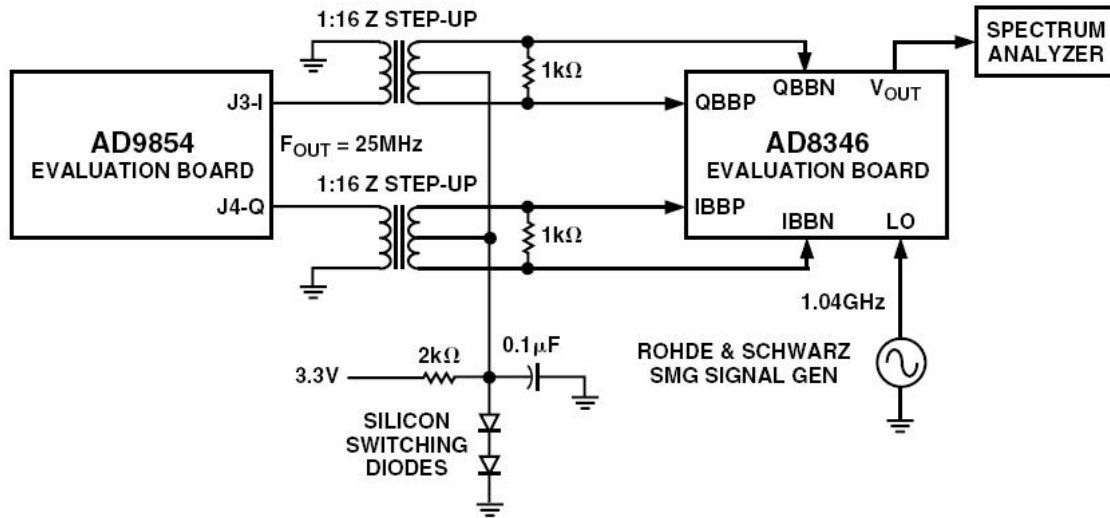 1:16 Z STEP-UP
SPECTRUM
ANALYZER
1kΩ
QBBN
VOUT
J3-I
QBBP
AD9854
EVALUATION BOARD
FOUT = 25MHz
AD8346
EVALUATION BOARD
1:16 Z STEP-UP
J4-Q
IBBP
1kΩ
IBBN
LO
1.04GHz
2kΩ
0.1µF
3.3V
ROHDE & SCHWARZ
SMG SIGNAL GEN
SILICON
SWITCHING
DIODES